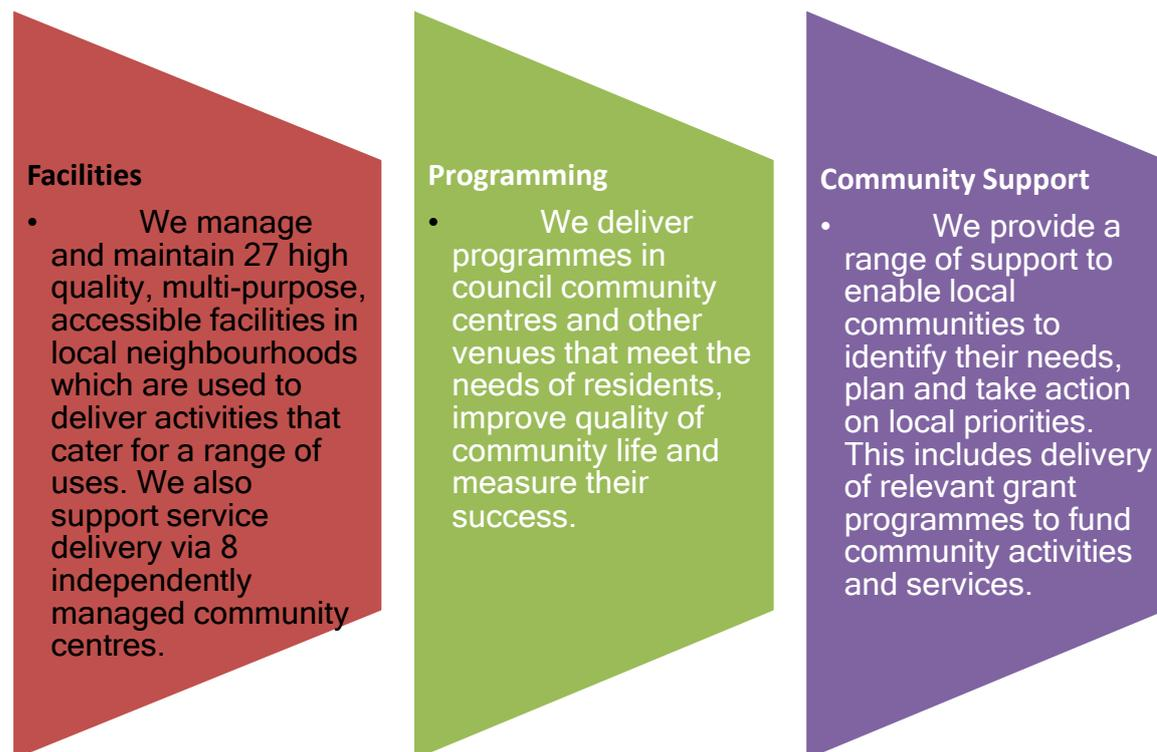 Facilities
• We manage
and maintain 27 high
quality, multi-purpose,
accessible facilities in
local neighbourhoods
which are used to
deliver activities that
cater for a range of
uses. We also
support service
delivery via 8
independently
managed community
centres.
Programming
• We deliver
programmes in
council community
centres and other
venues that meet the
needs of residents,
improve quality of
community life and
measure their
success.
Community Support
• We provide a
range of support to
enable local
communities to
identify their needs,
plan and take action
on local priorities.
This includes delivery
of relevant grant
programmes to fund
community activities
and services.